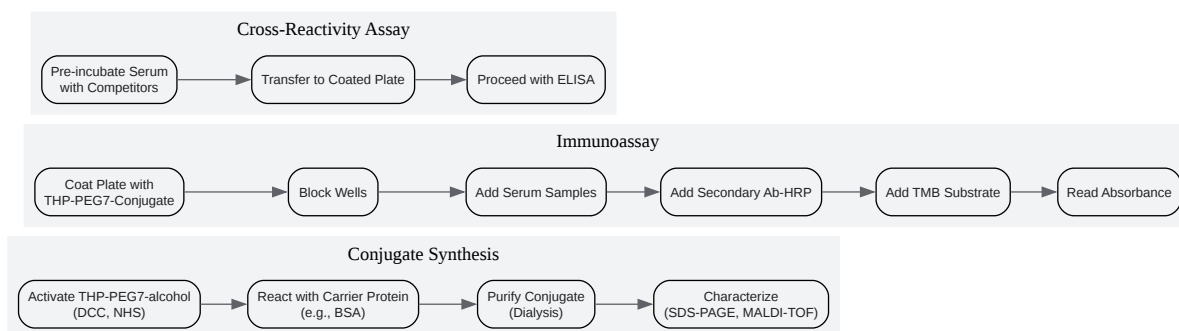 Cross-Reactivity Assay
Pre-incubate Serum
with Competitors
Transfer to Coated Plate
Proceed with ELISA
Immunoassay
Coat Plate with
THP-PEG7-Conjugate
Block Wells
Add Serum Samples
Add Secondary Ab-HRP
Add TMB Substrate
Read Absorbance
Conjugate Synthesis
Activate THP-PEG7-alcohol
(DCC, NHS)
React with Carrier Protein
(e.g., BSA)
Purify Conjugate
(Dialysis)
Characterize
(SDS-PAGE, MALDI-TOF)